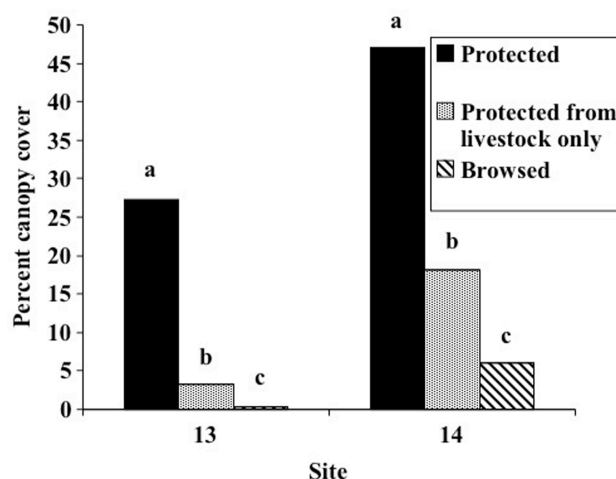 50
45
40
35
30
25
20
15
10
5
0
Percent canopy cover
a
b
c
a
b
c
Protected
Protected from
livestock only
Browsed
13
14
Site